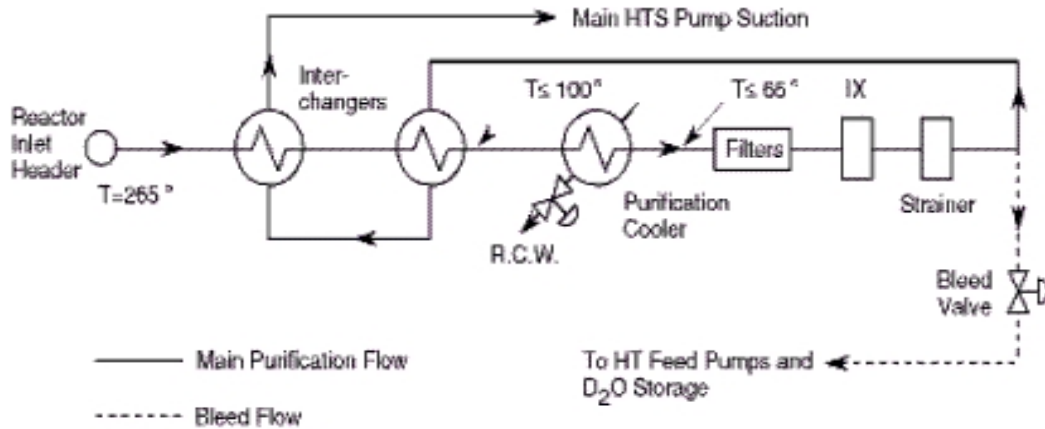 Main HTS Pump Suction
Inter-
changers
T≤ 100°
T≤ 65°
IX
Reactor
Inlet
Header
T=265°
Filters
Purification
Cooler
Strainer
R.C.W.
Bleed
Valve
Main Purification Flow
To HT Feed Pumps and
D₂O Storage
Bleed Flow